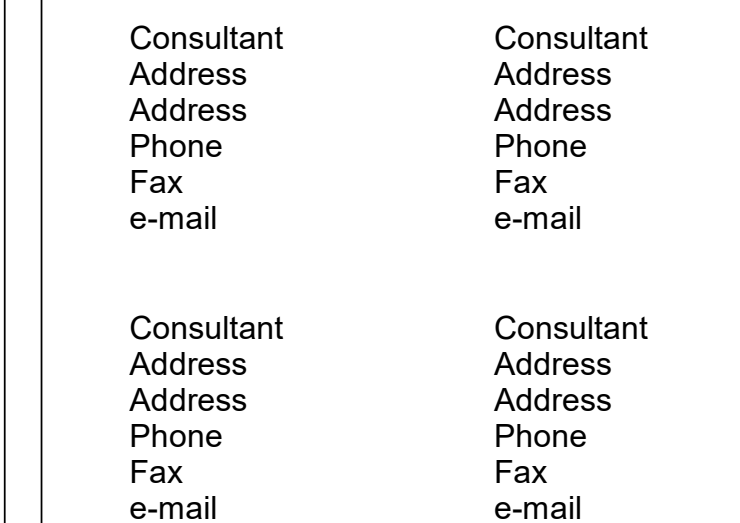 Consultant
Address
Address
Phone
Fax
e-mail
Consultant
Address
Address
Phone
Fax
e-mail
Consultant
Address
Address
Phone
Fax
e-mail
Consultant
Address
Address
Phone
Fax
e-mail